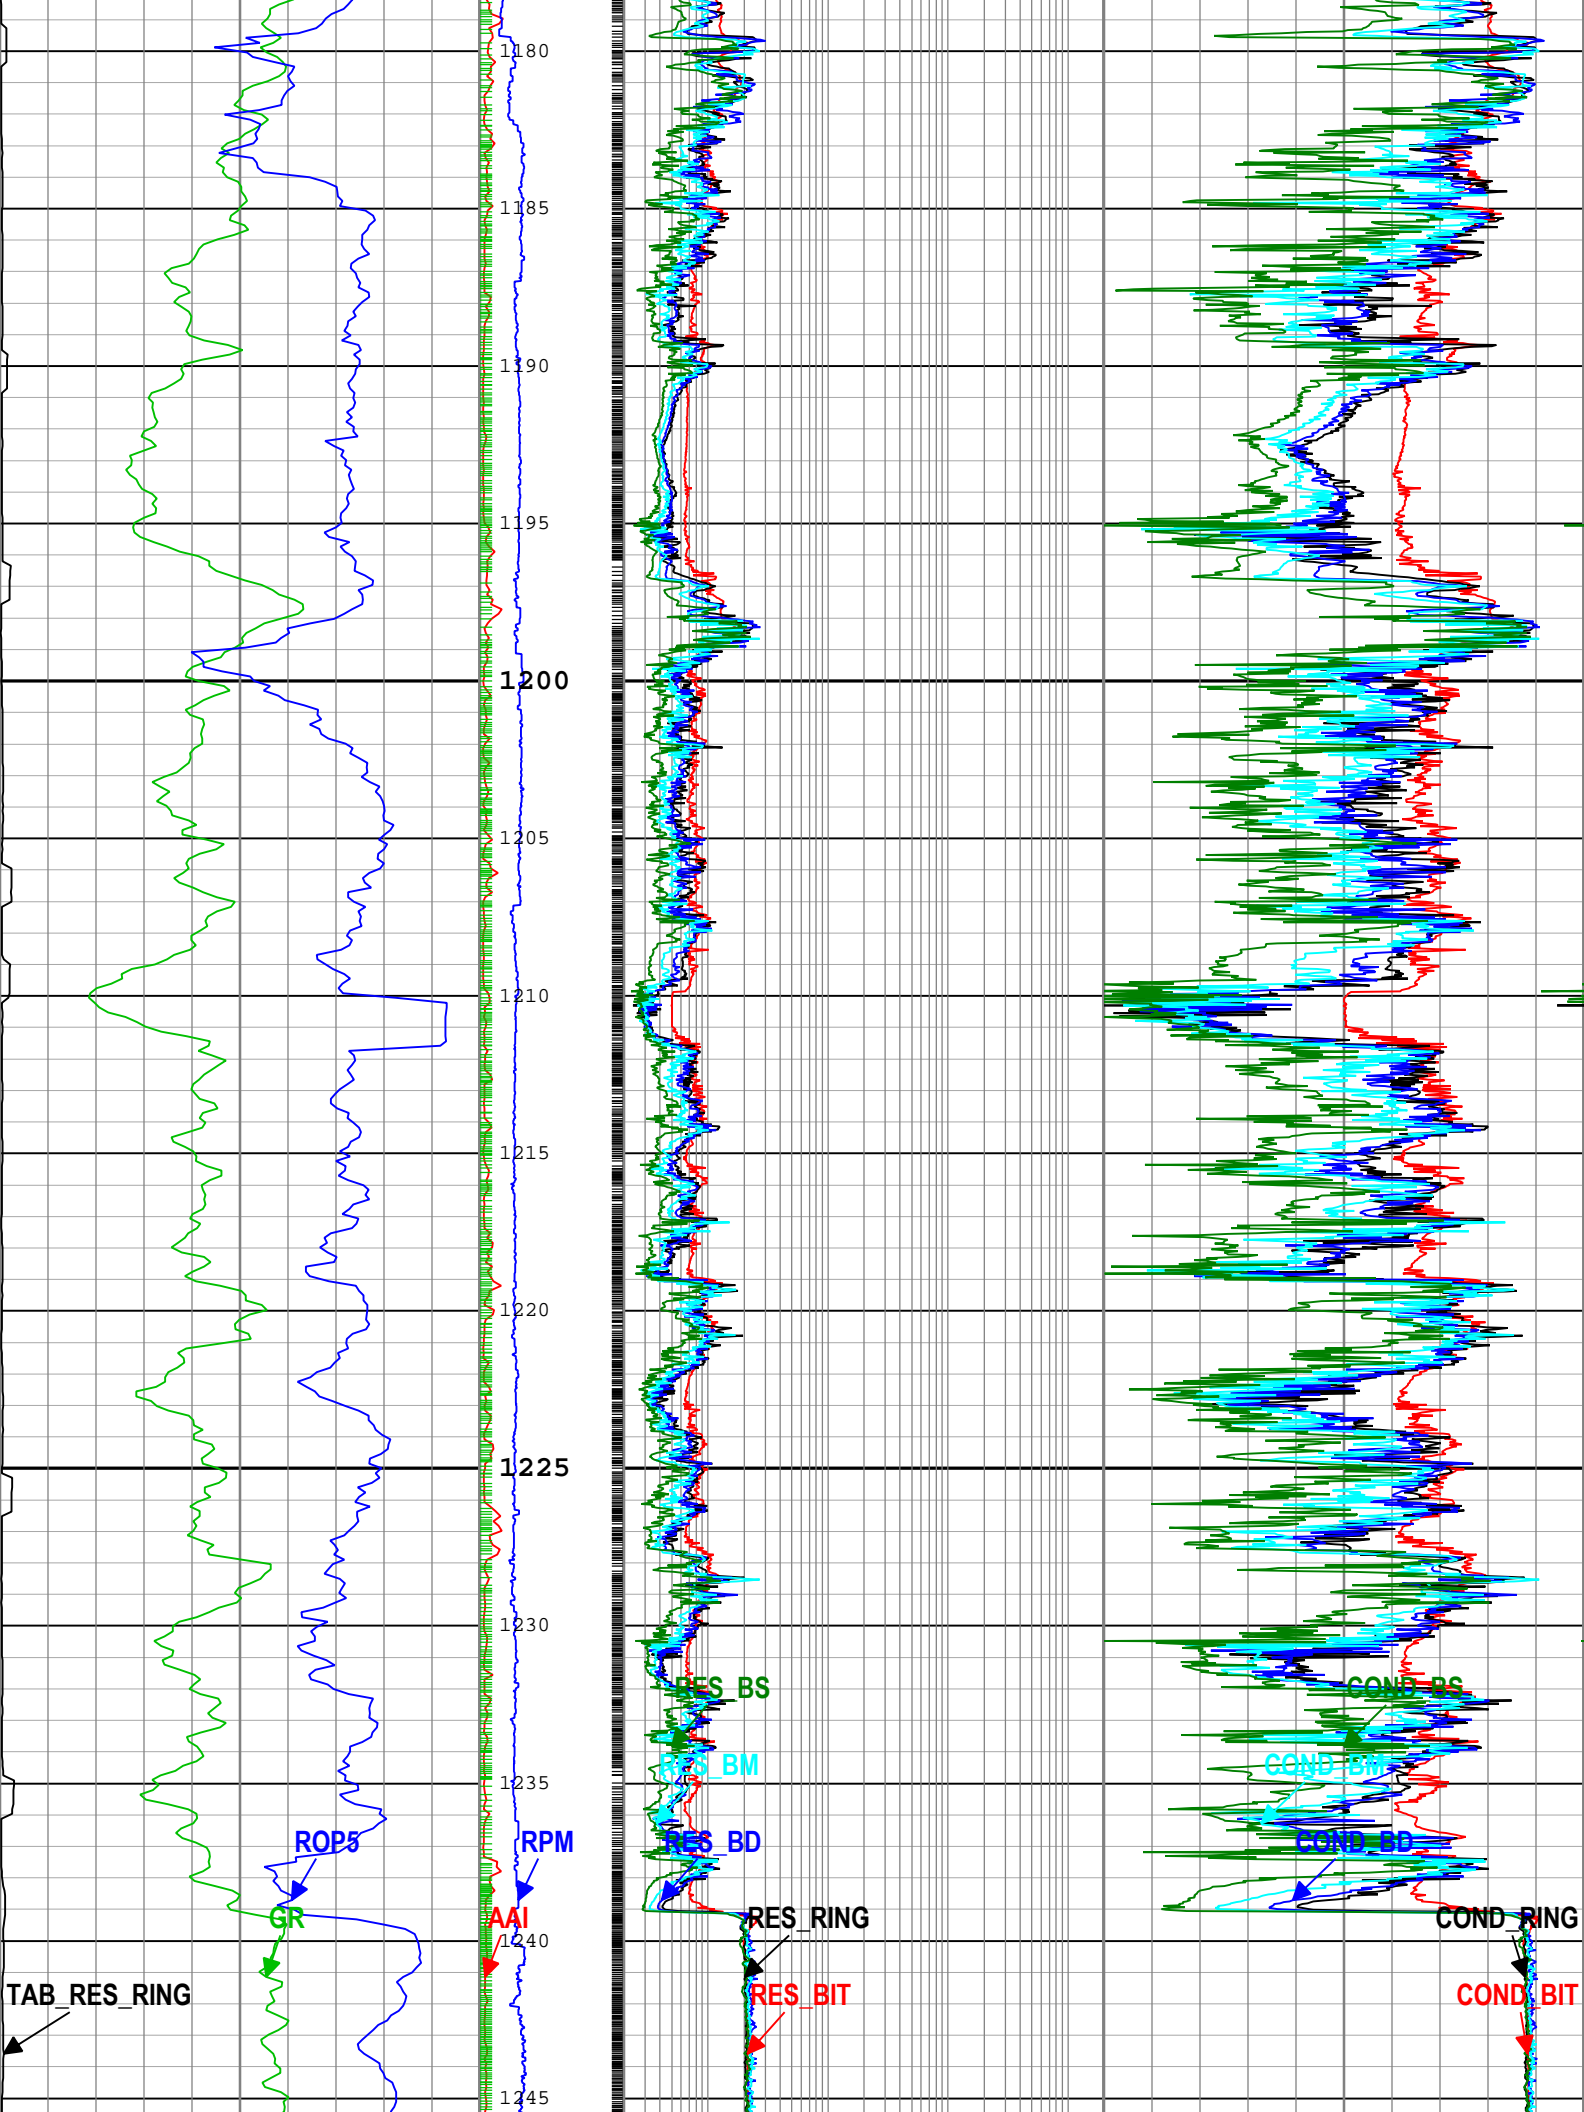 1180
1185
1190
1195
1200
1205
1210
1215
1220
1225
1230
RES_BS
COND_BS
RES_BM
COND_BM
1235
ROP5
RPM
RES_BD
COND_BD
GR
AAI
RES_RING
COND_RING
1240
TAB_RES_RING
RES_BIT
COND_BIT
1245